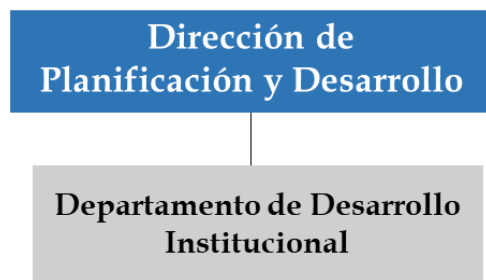 Dirección de
Planificación y Desarrollo
Departamento de Desarrollo
Institucional